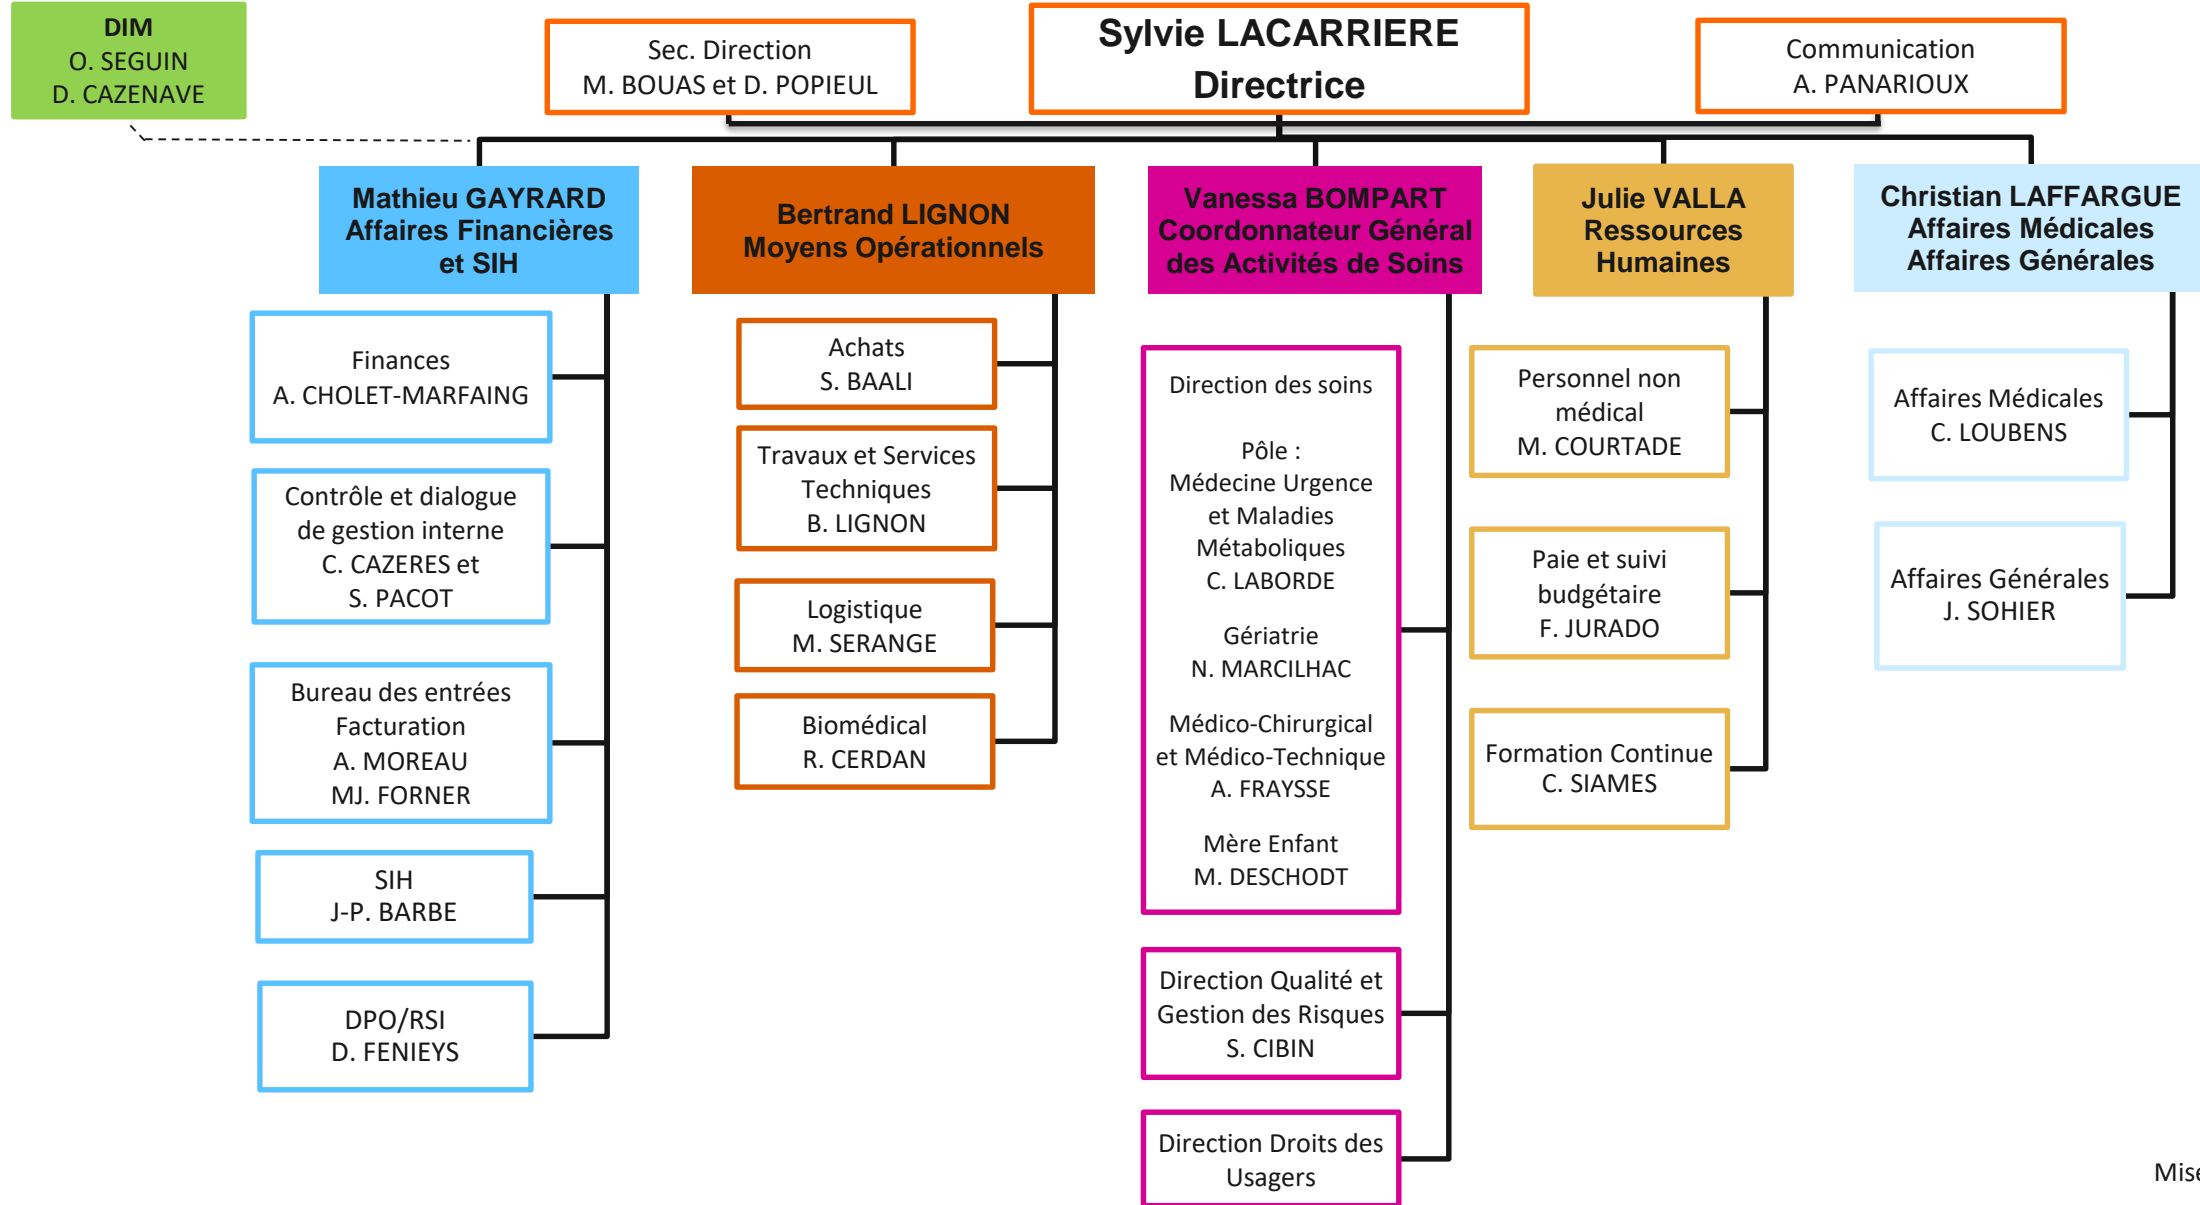 DIM
O. SEGUIN
D. CAZENAVE
Sec. Direction
M. BOUAS et D. POPIEUL
Sylvie LACARRIERE
Directrice
Communication
A. PANARIOUX
Mathieu GAYRARD
Affaires Financières
et SIH
Bertrand LIGNON
Moyens Opérationnels
Vanessa BOMPART
Coordonnateur Général
des Activités de Soins
Julie VALLA
Ressources
Humaines
Christian LAFFARGUE
Affaires Médicales
Affaires Générales
Finances
A. CHOLET-MARFAING
Contrôle et dialogue
de gestion interne
C. CAZERES et
S. PACOT
Bureau des entrées
Facturation
A. MOREAU
MJ. FORNER
SIH
J-P. BARBE
DPO/RSI
D. FENIEYS
Achats
S. BAALI
Travaux et Services
Techniques
B. LIGNON
Logistique
M. SERANGE
Biomédical
R. CERDAN
Direction des soins
Pôle :
Médecine Urgence
et Maladies
Métaboliques
C. LABORDE
Gériatrie
N. MARCILHAC
Médico-Chirurgical
et Médico-Technique
A. FRAYSSE
Mère Enfant
M. DESCHODT
Direction Qualité et
Gestion des Risques
S. CIBIN
Direction Droits des
Usagers
Personnel non
médical
M. COURTADE
Paie et suivi
budgétaire
F. JURADO
Formation Continue
C. SIAMES
Affaires Médicales
C. LOUBENS
Affaires Générales
J. SOHIER
Mise